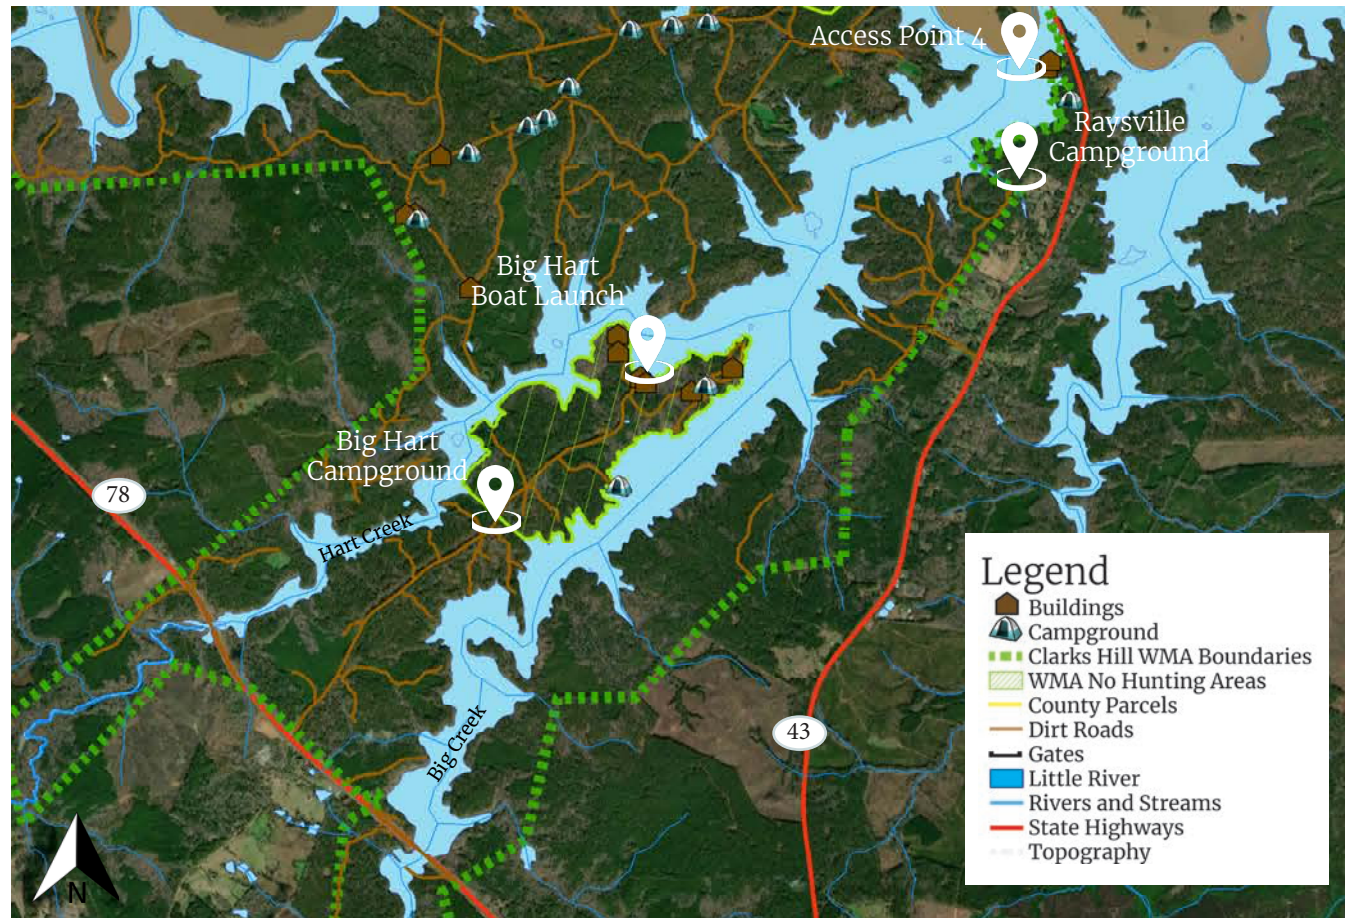 Access Point 4
Raysville
Campground
Big Hart
Boat Launch
Big Hart
Campground
78
Hart Creek
Big Creek
43
Legend
Buildings
Campground
Clarks Hill WMA Boundaries
WMA No Hunting Areas
County Parcels
Dirt Roads
Gates
Little River
Rivers and Streams
State Highways
Topography
N